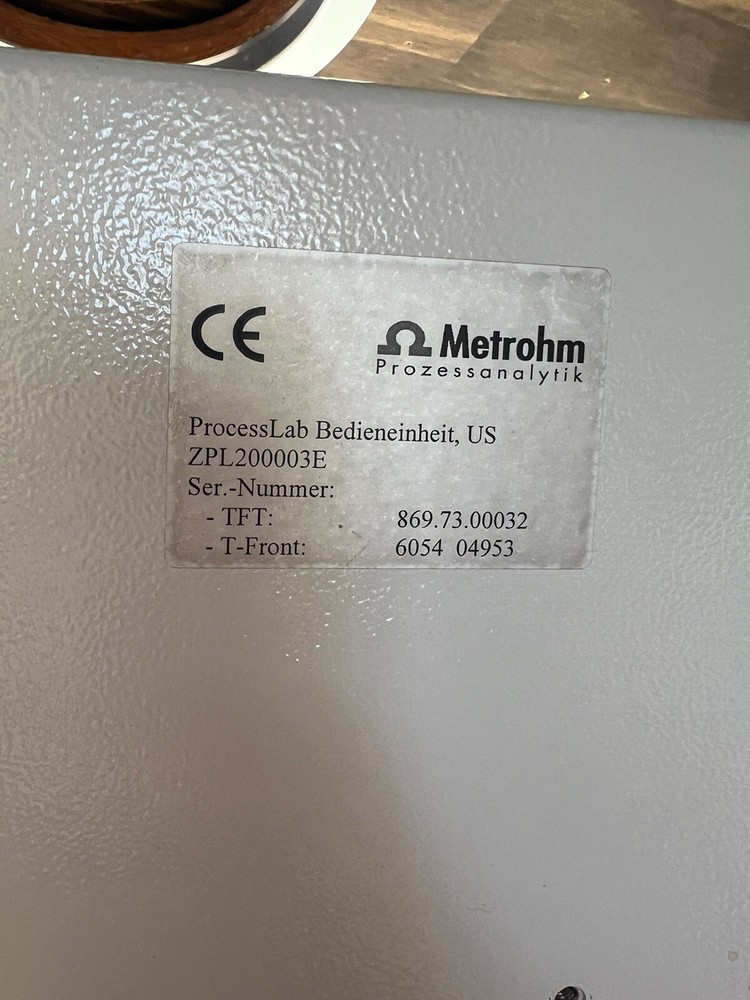 CE
Metrohm
Prozessanalytik
ProcessLab Bedieneinheit, US
ZPL200003E
Ser.-Nummer:
- TFT: 869.73.00032
- T-Front: 6054 04953